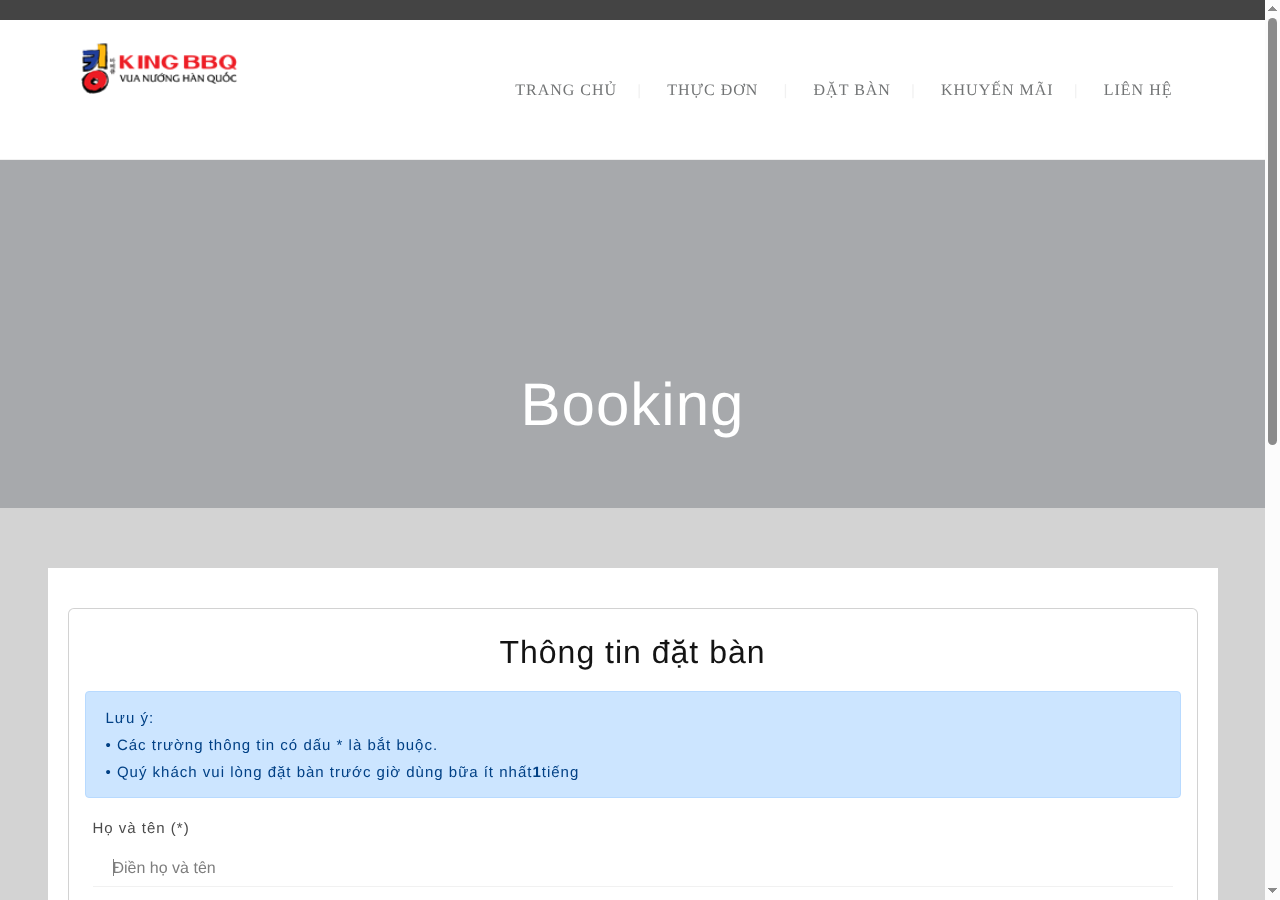 KING BBQ
VUA NƯỚNG HÀN QUỐC
TRANG CHỦ
THỰC ĐƠN
ĐẶT BÀN
KHUYẾN MÃI
LIÊN HỆ
Booking
Thông tin đặt bàn
Lưu ý:
• Các trường thông tin có dấu * là bắt buộc.
• Quý khách vui lòng đặt bàn trước giờ dùng bữa ít nhất1tiếng
Họ và tên (*)
Điền họ và tên